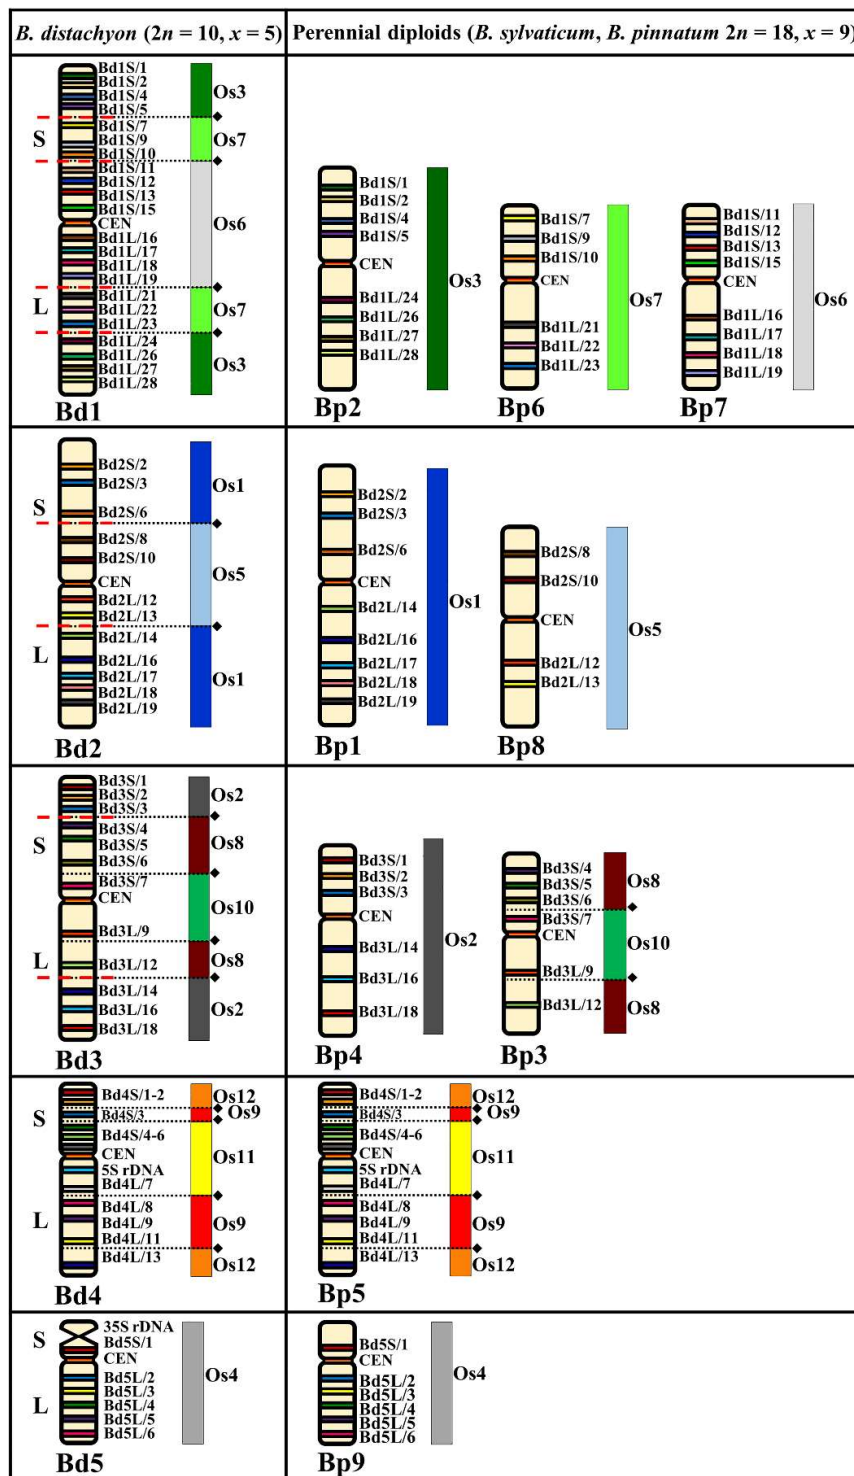 B. distachyon (2n = 10, x = 5)
Perennial diploids (B. sylvaticum, B. pinnatum 2n = 18, x = 9)
S
L
Bd1S/1
Bd1S/2
Bd1S/4
Bd1S/5
Bd1S/7
Bd1S/9
Bd1S/10
Bd1S/11
Bd1S/12
Bd1S/13
Bd1S/15
CEN
Bd1L/16
Bd1L/17
Bd1L/18
Bd1L/19
Bd1L/21
Bd1L/22
Bd1L/23
Bd1L/24
Bd1L/26
Bd1L/27
Bd1L/28
Os3
Os7
Os6
Os7
Os3
Bd1
Bd1S/1
Bd1S/2
Bd1S/4
Bd1S/5
CEN
Bd1L/24
Bd1L/26
Bd1L/27
Bd1L/28
Os3
Bp2
Bd1S/7
Bd1S/9
Bd1S/10
CEN
Bd1L/21
Bd1L/22
Bd1L/23
Os7
Bp6
Bd1S/11
Bd1S/12
Bd1S/13
Bd1S/15
CEN
Bd1L/16
Bd1L/17
Bd1L/18
Bd1L/19
Os6
Bp7
S
L
Bd2S/2
Bd2S/3
Bd2S/6
Bd2S/8
Bd2S/10
CEN
Bd2L/12
Bd2L/13
Bd2L/14
Bd2L/16
Bd2L/17
Bd2L/18
Bd2L/19
Os1
Os5
Os1
Bd2
Bd2S/2
Bd2S/3
Bd2S/6
CEN
Bd2L/14
Bd2L/16
Bd2L/17
Bd2L/18
Bd2L/19
Os1
Bp1
Bd2S/8
Bd2S/10
CEN
Bd2L/12
Bd2L/13
Os5
Bp8
S
L
Bd3S/1
Bd3S/2
Bd3S/3
Bd3S/4
Bd3S/5
Bd3S/6
Bd3S/7
CEN
Bd3L/9
Bd3L/12
Bd3L/14
Bd3L/16
Bd3L/18
Os2
Os8
Os10
Os8
Os2
Bd3
Bd3S/1
Bd3S/2
Bd3S/3
CEN
Bd3L/14
Bd3L/16
Bd3L/18
Os2
Bp4
Bd3S/4
Bd3S/5
Bd3S/6
Bd3S/7
CEN
Bd3L/9
Bd3L/12
Os8
Os10
Os8
Bp3
S
L
Bd4S/1-2
Bd4S/3
Bd4S/4-6
CEN
5S rDNA
Bd4L/7
Bd4L/8
Bd4L/9
Bd4L/11
Bd4L/13
Os12
Os9
Os11
Os9
Os12
Bd4
Bd4S/1-2
Bd4S/3
Bd4S/4-6
CEN
5S rDNA
Bd4L/7
Bd4L/8
Bd4L/9
Bd4L/11
Bd4L/13
Os12
Os9
Os11
Os9
Os12
Bp5
S
L
35S rDNA
Bd5S/1
CEN
Bd5L/2
Bd5L/3
Bd5L/4
Bd5L/5
Bd5L/6
Os4
Bd5
Bd5S/1
CEN
Bd5L/2
Bd5L/3
Bd5L/4
Bd5L/5
Bd5L/6
Os4
Bp9